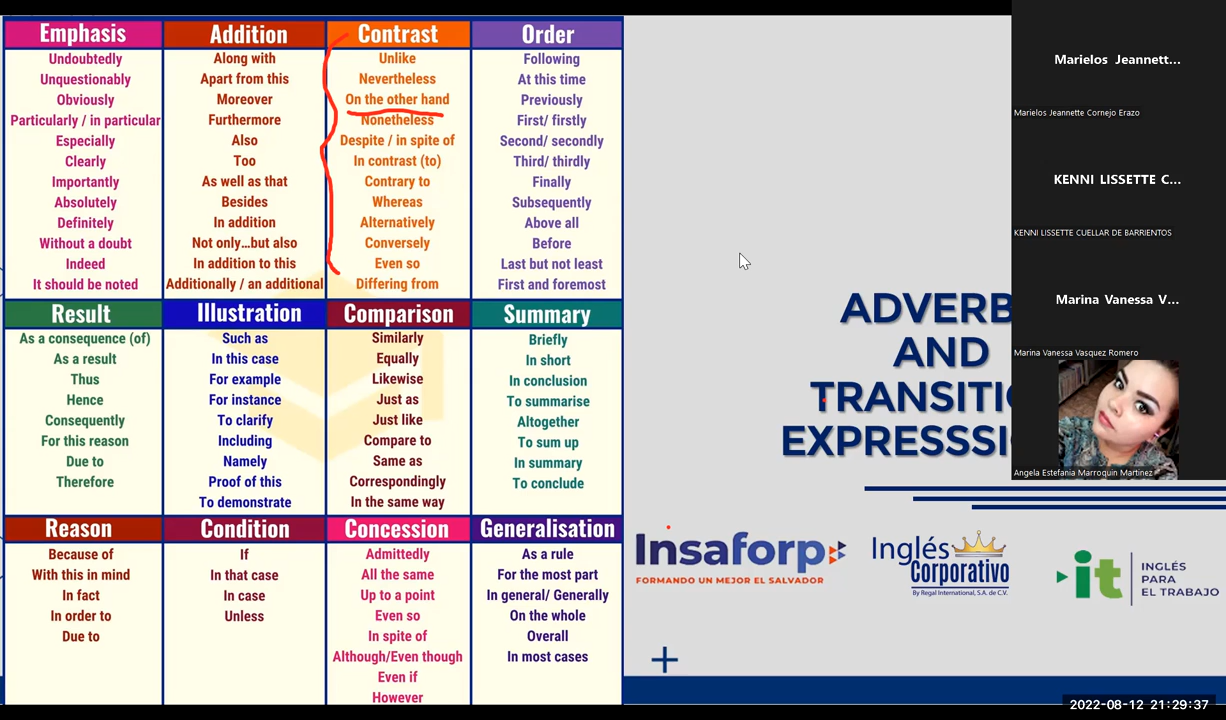 Emphasis
Undoubtedly
Unquestionably
Obviously
Particularly / in particular
Especially
Clearly
Importantly
Absolutely
Definitely
Without a doubt
Indeed
It should be noted
Addition
Along with
Apart from this
Moreover
Furthermore
Also
Too
As well as that
Besides
In addition
Not only...but also
In addition to this
Additionally / an additional
Contrast
Unlike
Nevertheless
On the other hand
Nonetheless
Despite / in spite of
In contrast (to)
Contrary to
Whereas
Alternatively
Conversely
Even so
Differing from
Order
Following
At this time
Previously
First/ firstly
Second/ secondly
Third/ thirdly
Finally
Subsequently
Above all
Before
Last but not least
First and foremost
Result
As a consequence (of)
As a result
Thus
Hence
Consequently
For this reason
Due to
Therefore
Illustration
Such as
In this case
For example
For instance
To clarify
Including
Namely
Proof of this
To demonstrate
Comparison
Similarly
Equally
Likewise
Just as
Just like
Compare to
Same as
Correspondingly
In the same way
Summary
Briefly
In short
In conclusion
To summarise
Altogether
To sum up
In summary
To conclude
Reason
Because of
With this in mind
In fact
In order to
Due to
Condition
If
In that case
In case
Unless
Concession
Admittedly
All the same
Up to a point
Even so
In spite of
Although/Even though
Even if
However
Generalisation
As a rule
For the most part
In general/ Generally
On the whole
Overall
In most cases
ADVERB
AND
TRANSITIO
EXPRESSSI
Insaforp
FORMANDO UN MEJOR EL SALVADOR
Inglés
Corporativo
By Regal International, S.A. de C.V.
it
INGLÉS
PARA
EL TRABAJO
Marielos Jeannett...
Marielos Jeannette Cornejo Erazo
KENNI LISSETTE C...
KENNI LISSETTE CUELLAR DE BARRIENTOS
Marina Vanessa V...
Marina Vanessa Vasquez Romero
Angela Estefania Marroquin Martinez
2022-08-12 21:29:37